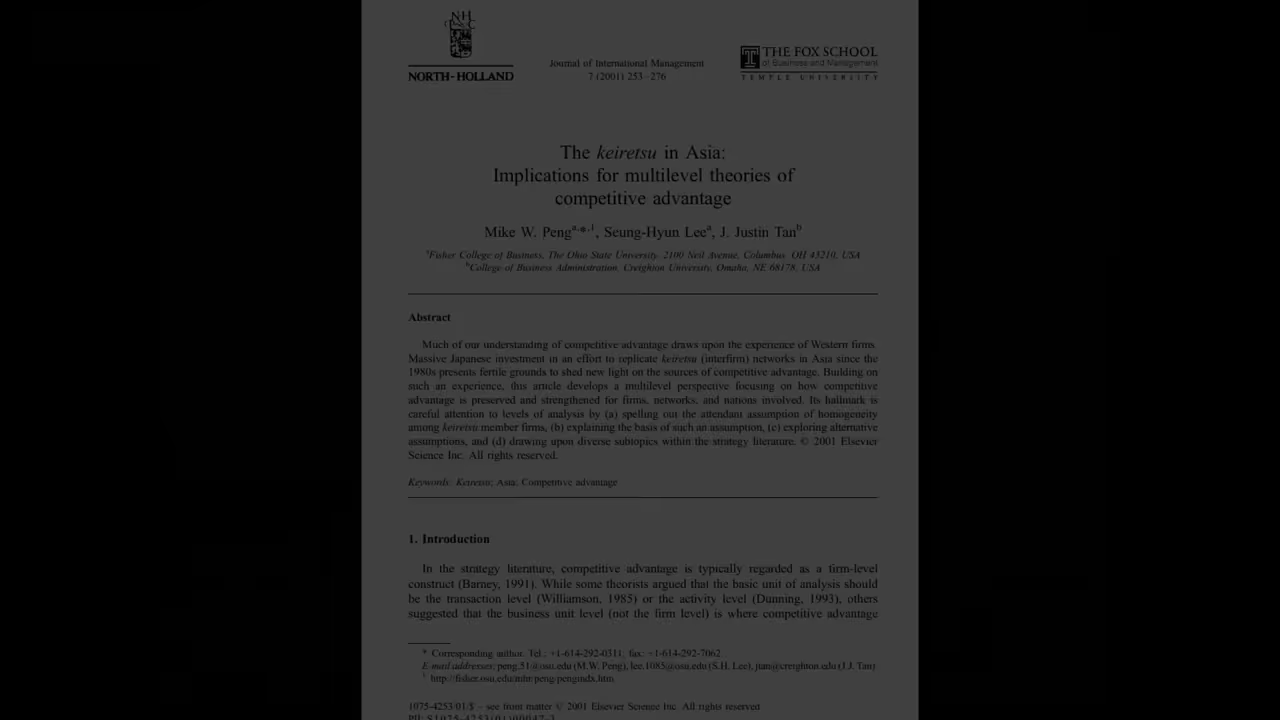 NORTH-HOLLAND
Journal of International Management
7 (2001) 253–276
THE FOX SCHOOL
of Business and Management
TEMPLE UNIVERSITY
The keiretsu in Asia:
Implications for multilevel theories of
competitive advantage
Mike W. Peng^a,*,1, Seung-Hyun Lee^a, J. Justin Tan^b
^a Fisher College of Business, The Ohio State University, 2100 Neil Avenue, Columbus, OH 43210, USA
^b College of Business Administration, Creighton University, Omaha, NE 68178, USA
Abstract
Much of our understanding of competitive advantage draws upon the experience of Western firms.
Massive Japanese investment in an effort to replicate keiretsu (interfirm) networks in Asia since the
1980s presents fertile grounds to shed new light on the sources of competitive advantage. Building on
such an experience, this article develops a multilevel perspective focusing on how competitive
advantage is preserved and strengthened for firms, networks, and nations involved. Its hallmark is
careful attention to levels of analysis by (a) spelling out the attendant assumption of homogeneity
among keiretsu member firms, (b) explaining the basis of such an assumption, (c) exploring alternative
assumptions, and (d) drawing upon diverse subtopics within the strategy literature. © 2001 Elsevier
Science Inc. All rights reserved.
Keywords: Keiretsu; Asia; Competitive advantage
1. Introduction
In the strategy literature, competitive advantage is typically regarded as a firm-level
construct (Barney, 1991). While some theorists argued that the basic unit of analysis should
be the transaction level (Williamson, 1985) or the activity level (Dunning, 1993), others
suggested that the business unit level (not the firm level) is where competitive advantage
* Corresponding author. Tel.: +1-614-292-0311; fax: +1-614-292-7062.
E-mail addresses: peng.51@osu.edu (M.W. Peng), lee.1085@osu.edu (S.H. Lee), jtan@creighton.edu (J.J. Tan).
1 http://fisher.osu.edu/mhr/peng/pengindx.htm
1075-4253/01/$ – see front matter © 2001 Elsevier Science Inc. All rights reserved.
PII: S1075-4253(01)00047-3